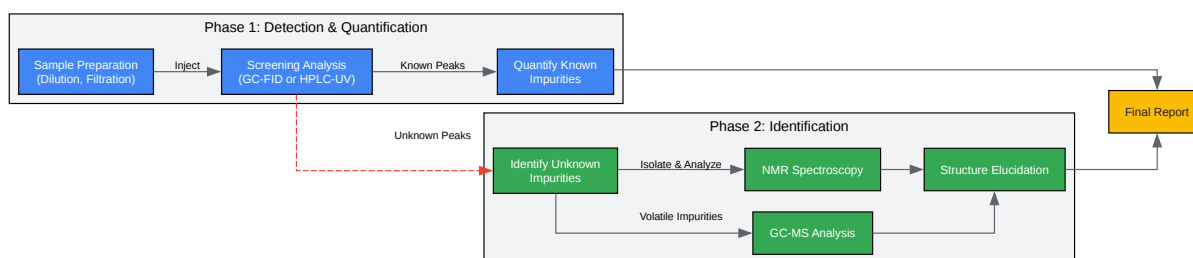 Phase 1: Detection & Quantification
Sample Preparation
(Dilution, Filtration)
Inject
Screening Analysis
(GC-FID or HPLC-UV)
Known Peaks
Quantify Known
Impurities
Final Report
Unknown Peaks
Phase 2: Identification
Identify Unknown
Impurities
Isolate & Analyze
NMR Spectroscopy
Structure Elucidation
Volatile Impurities
GC-MS Analysis